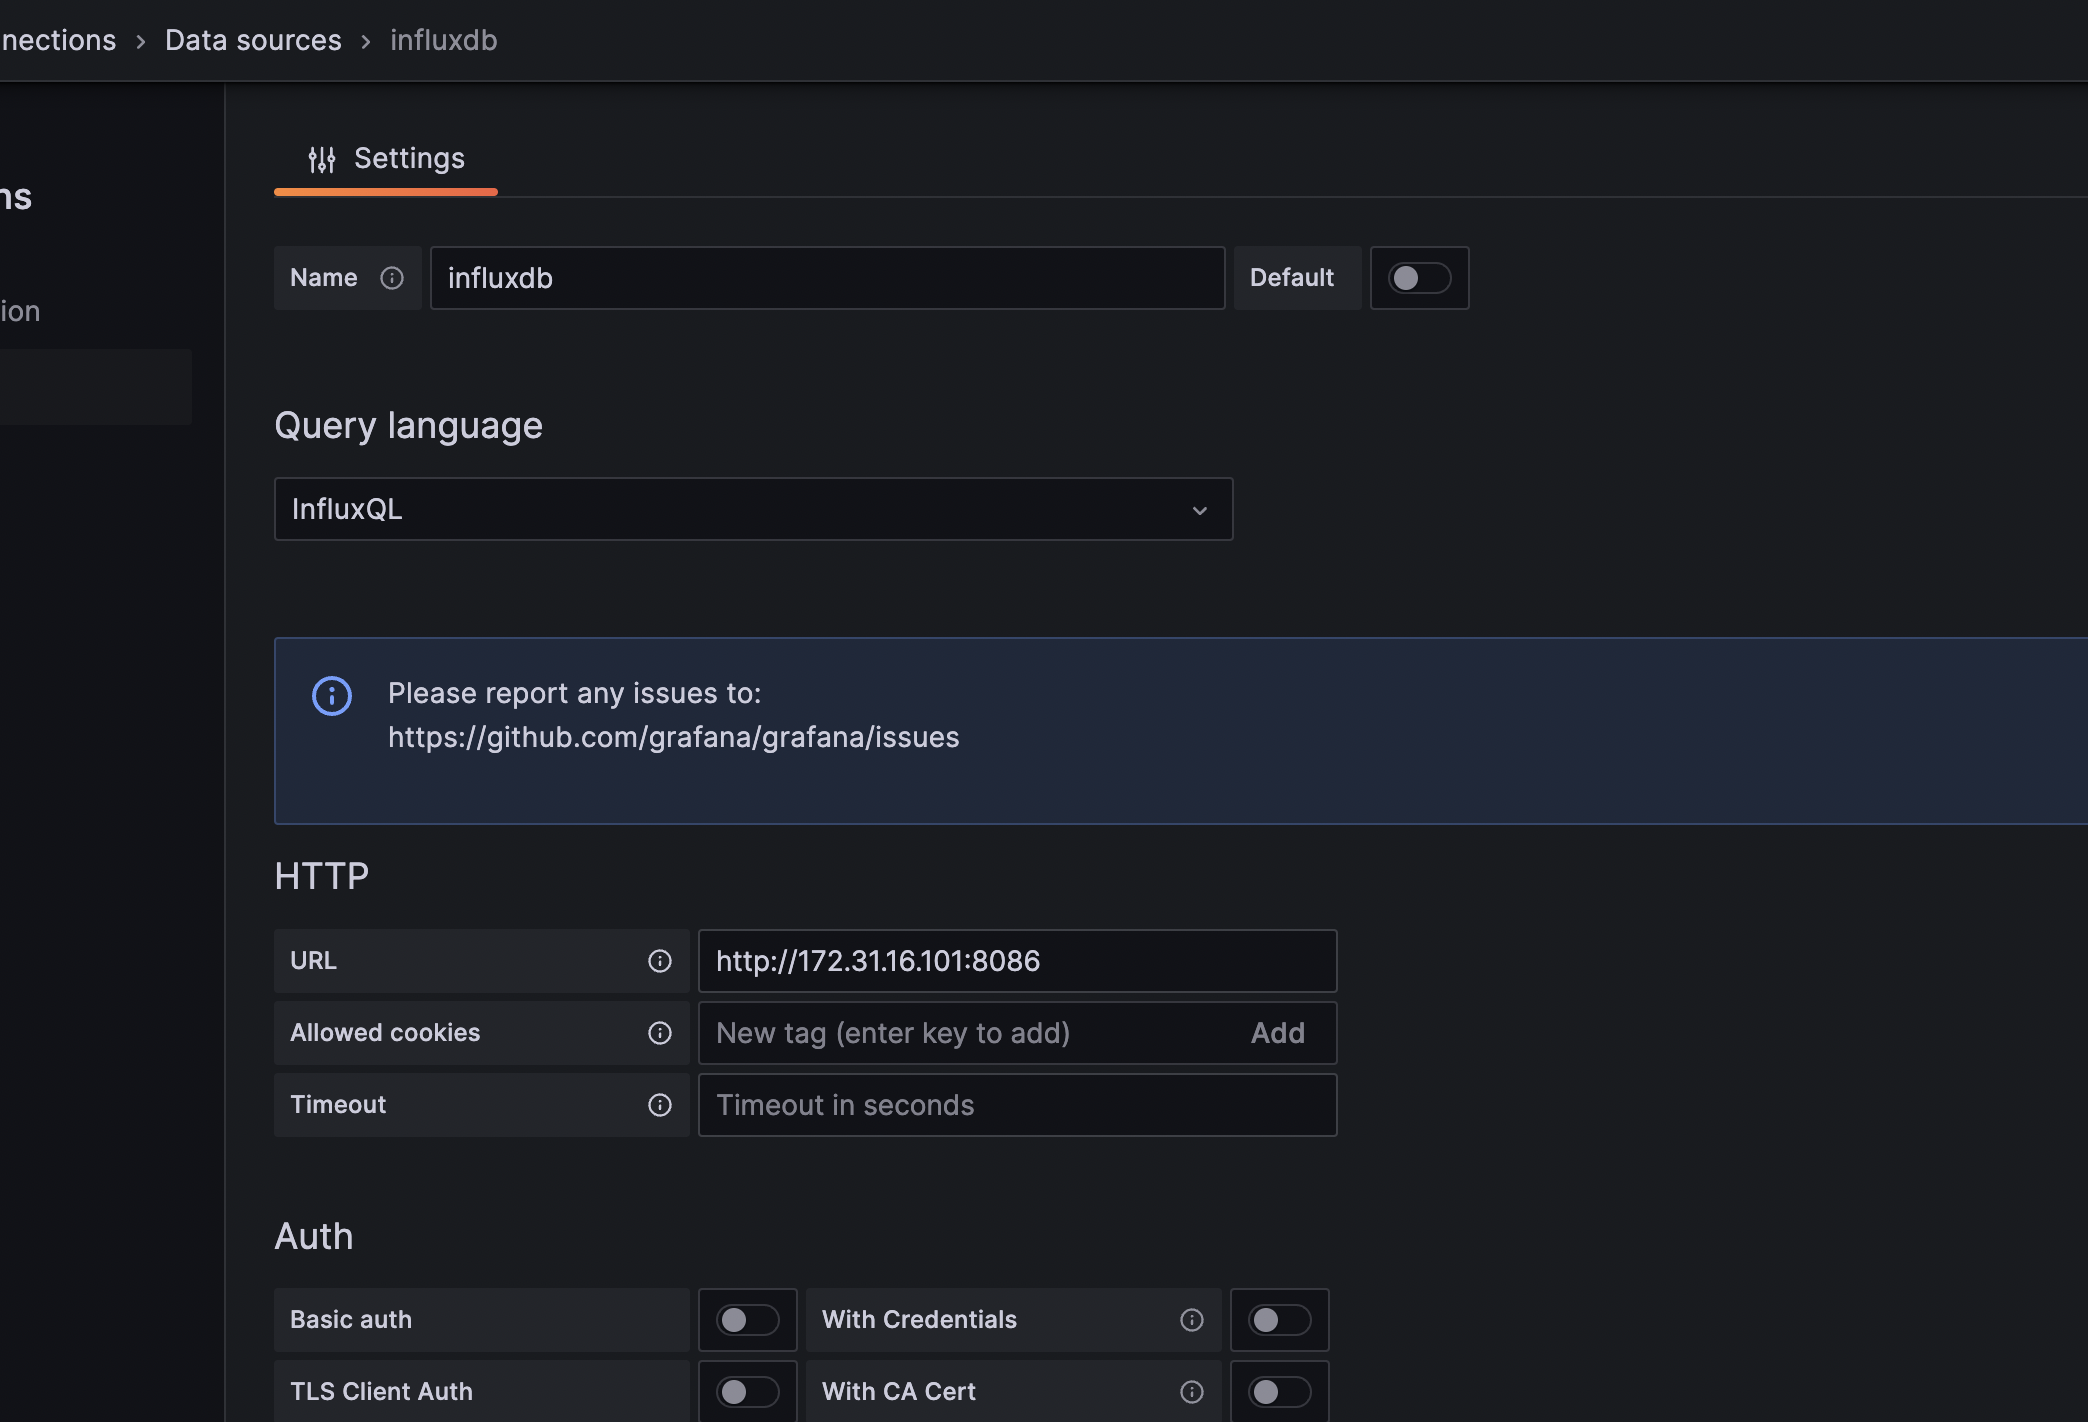 nections › Data sources › influxdb
Settings
ns
Name influxdb Default
ion
Query language
InfluxQL
Please report any issues to:
https://github.com/grafana/grafana/issues
HTTP
URL http://172.31.16.101:8086
Allowed cookies New tag (enter key to add) Add
Timeout Timeout in seconds
Auth
Basic auth With Credentials
TLS Client Auth With CA Cert